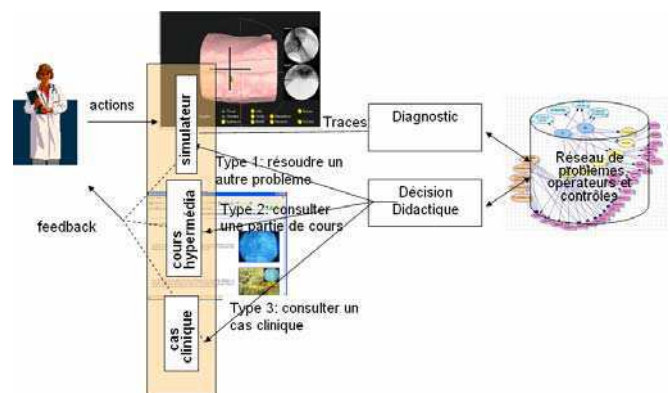 actions
simulateur
Traces
Diagnostic
Réseau de
problèmes
opérateurs et
contrôles
Type 1: résoudre un
autre problème
Décision
Didactique
Type 2: consulter
une partie de cours
feedback
cours
hypermédia
Type 3: consulter un
cas clinique
cas
clinique